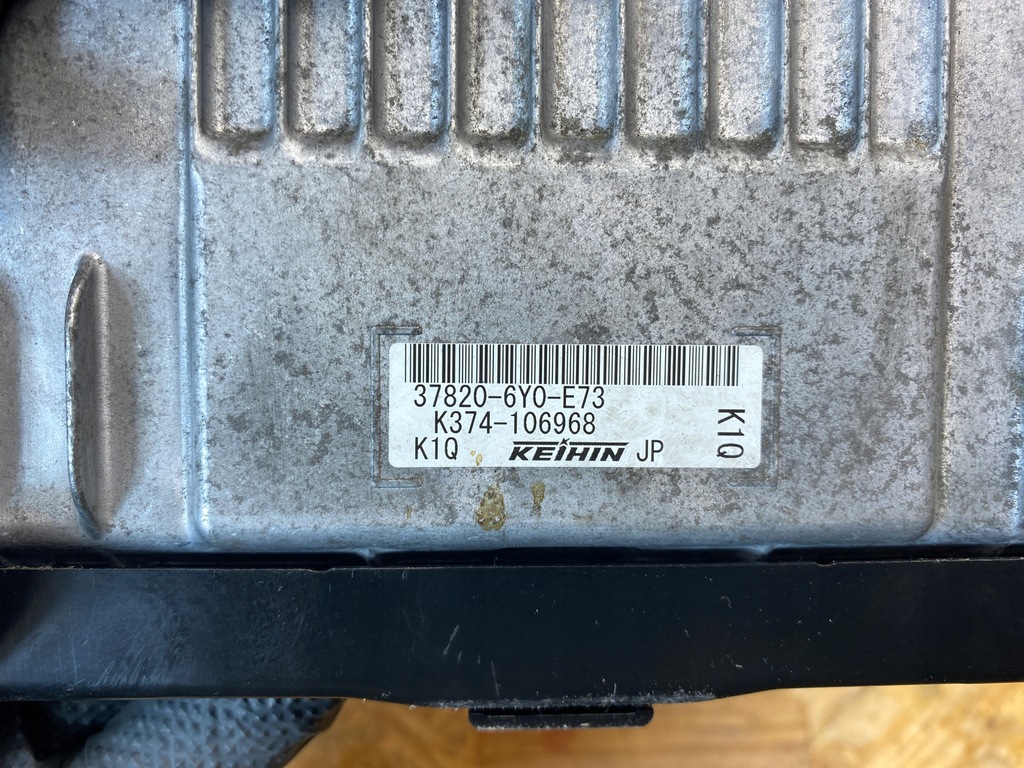 37820-6Y0-E73
K374-106968
K1Q KEIHIN JP
K1Q